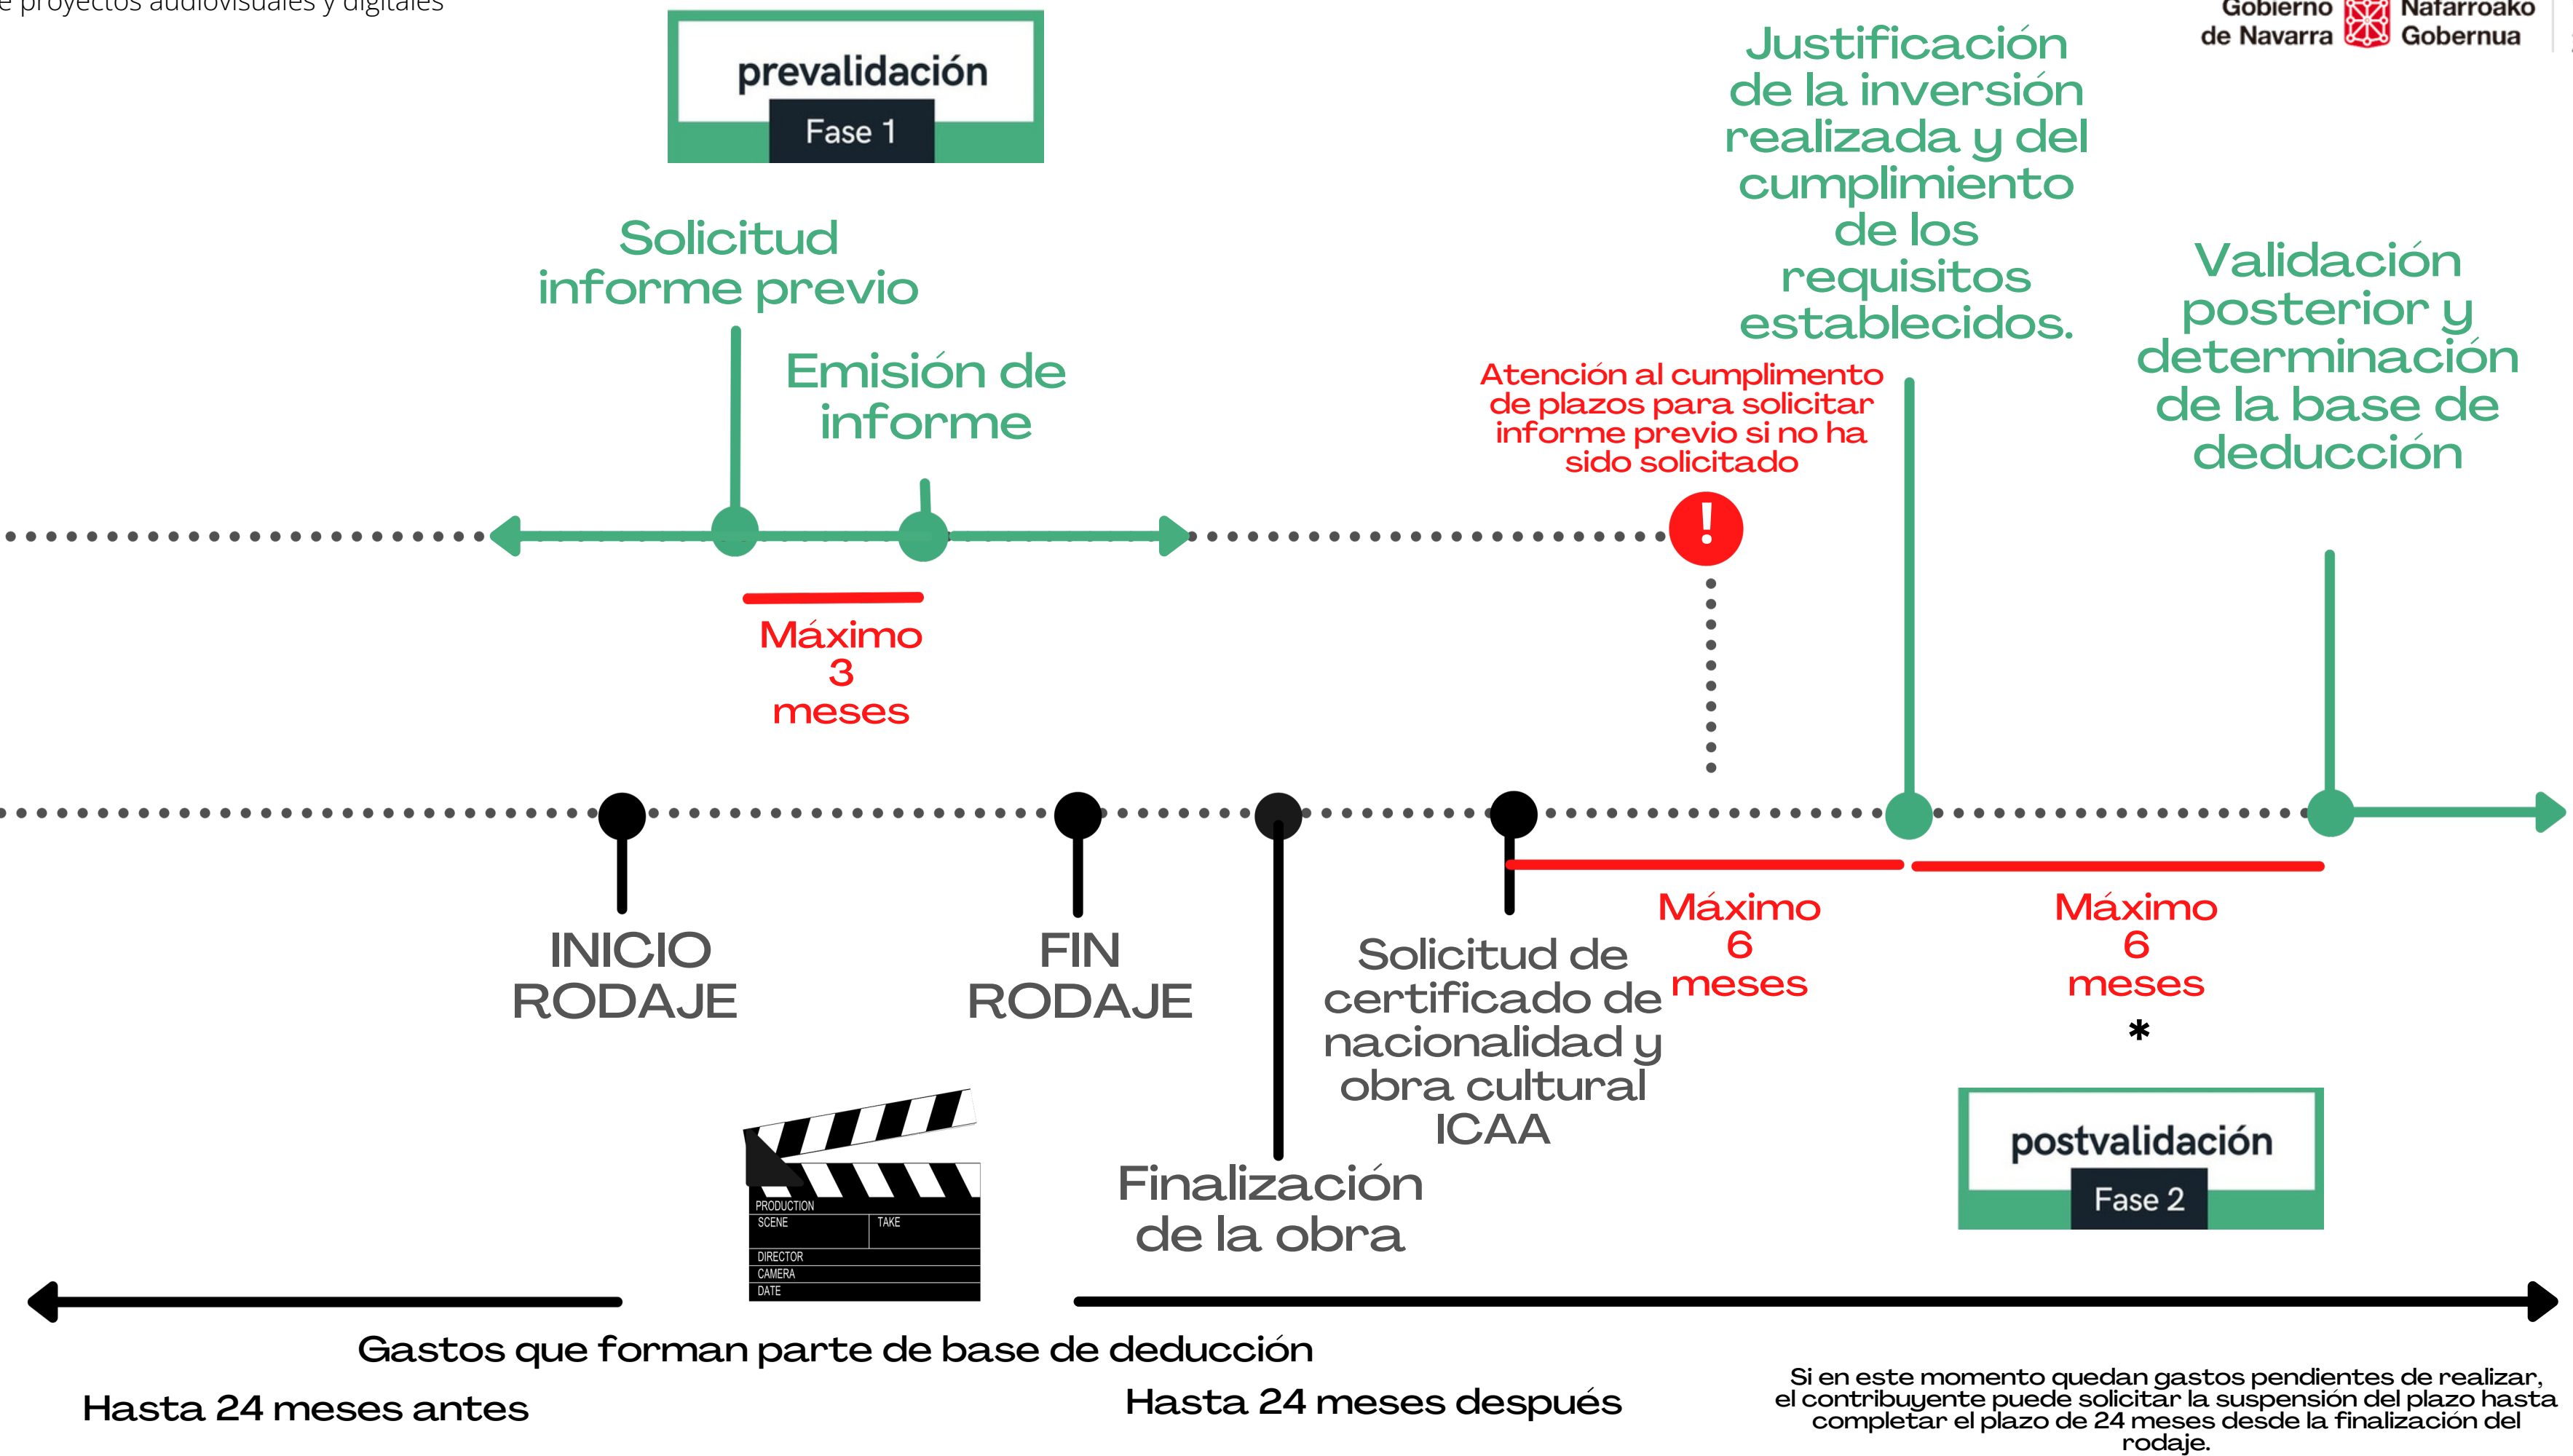 e proyectos audiovisuales y digitales
Gobierno
de Navarra
Nafarroako
Gobernua
prevalidación
Fase 1
Solicitud
informe previo
Emisión de
informe
Justificación
de la inversión
realizada y del
cumplimiento
de los
requisitos
establecidos.
Validación
posterior y
determinación
de la base de
deducción
Atención al cumplimento
de plazos para solicitar
informe previo si no ha
sido solicitado
!
Máximo
3
meses
INICIO
RODAJE
FIN
RODAJE
Finalización
de la obra
Solicitud de
certificado de
nacionalidad y
obra cultural
ICAA
Máximo
6
meses
Máximo
6
meses
*
postvalidación
Fase 2
PRODUCTION
SCENE
TAKE
DIRECTOR
CAMERA
DATE
Gastos que forman parte de base de deducción
Hasta 24 meses antes
Hasta 24 meses después
Si en este momento quedan gastos pendientes de realizar,
el contribuyente puede solicitar la suspensión del plazo hasta
completar el plazo de 24 meses desde la finalización del
rodaje.